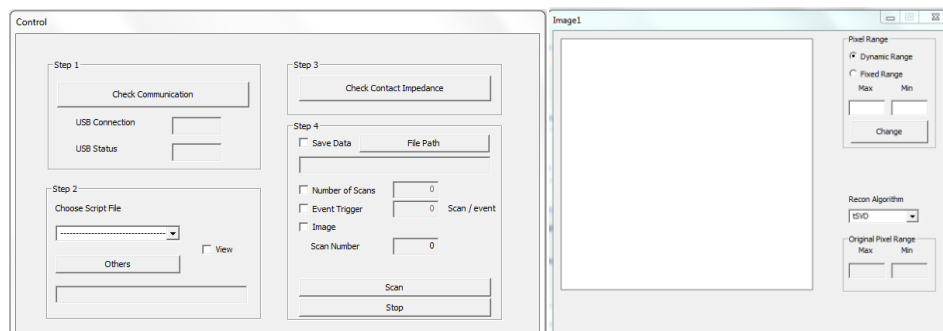 Control
Step 1
Check Communication
USB Connection
USB Status
Step 2
Choose Script File
------------------------------------
View
Others
Step 3
Check Contact Impedance
Step 4
Save Data
File Path
Number of Scans
0
Event Trigger
0
Scan / event
Image
Scan Number
0
Scan
Stop
Image1
Pixel Range
Dynamic Range
Fixed Range
Max
Min
Change
Recon Algorithm
tSVD
Original Pixel Range
Max
Min